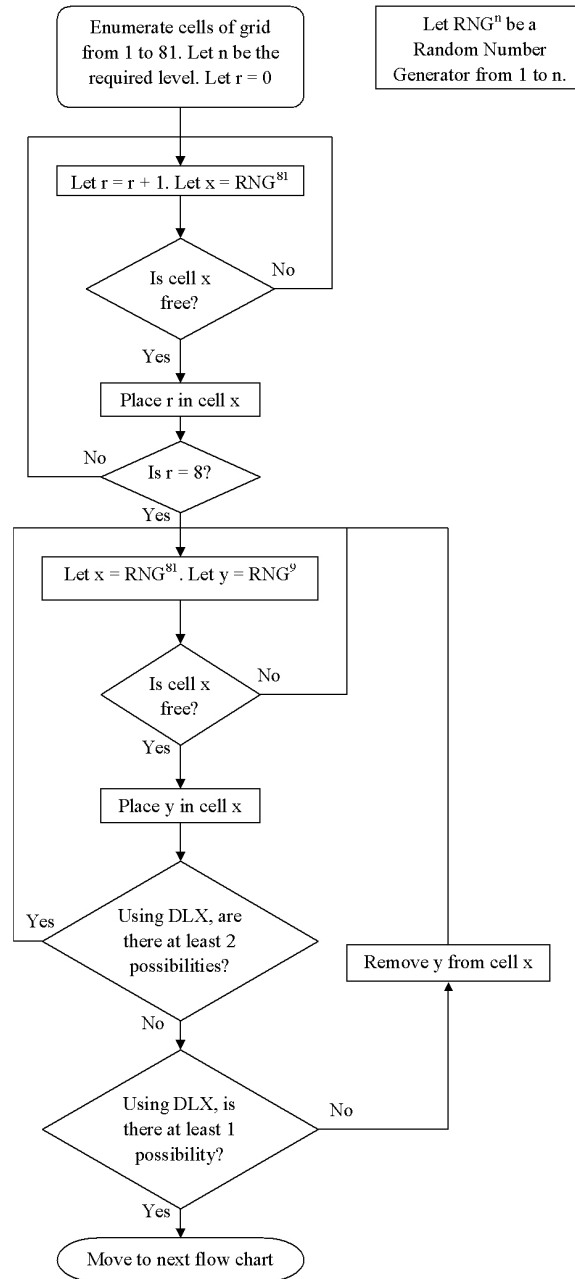 Enumerate cells of grid
from 1 to 81. Let n be the
required level. Let r = 0
Let RNGⁿ be a
Random Number
Generator from 1 to n.
Let r = r + 1. Let x = RNG⁸¹
Is cell x
free?
No
Yes
Place r in cell x
No
Is r = 8?
Yes
Let x = RNG⁸¹. Let y = RNG⁹
Is cell x
free?
No
Yes
Place y in cell x
Yes
Using DLX, are
there at least 2
possibilities?
Remove y from cell x
No
Using DLX, is
there at least 1
possibility?
No
Yes
Move to next flow chart